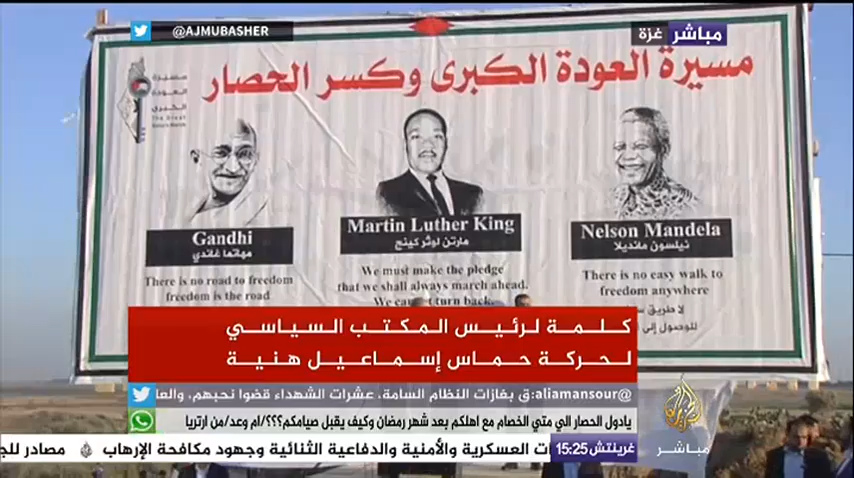 @AJMUBASHER
مباشر غزة
مسيرة العودة الكبرى وكسر الحصار
مسيرة
العودة
الكبرى
The Great
Return March
Gandhi
مهاتما غاندي
There is no road to freedom
freedom is the road
Martin Luther King
مارتن لوثر كينج
We must make the pledge
that we shall always march ahead.
We cannot turn back.
Nelson Mandela
نيلسون مانديلا
There is no easy walk to
freedom anywhere
لا طريق
للوصول إلى
كلمة لرئيس المكتب السياسي
لحركة حماس إسماعيل هنية
@aliamansour:ق بغازات النظام السامة، عشرات الشهداء قضوا نحبهم، والعا
يادول الحصار الي متي الخصام مع اهلكم بعد شهر رمضان وكيف يقبل صيامكم؟؟؟/ام وعد/من ارتريا
غرينتش 15:25
ات العسكرية والأمنية والدفاعية الثنائية وجهود مكافحة الإرهاب
مصادر للج
الجزيرة
مباشر